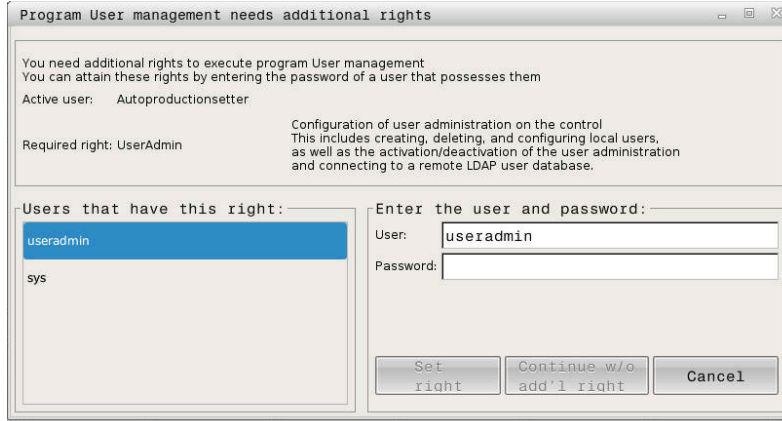 Program User management needs additional rights
You need additional rights to execute program User management
You can attain these rights by entering the password of a user that possesses them
Active user: Autoproductionsetter
Required right: UserAdmin
Configuration of user administration on the control
This includes creating, deleting, and configuring local users,
as well as the activation/deactivation of the user administration
and connecting to a remote LDAP user database.
Users that have this right:
useradmin
sys
Enter the user and password:
User: useradmin
Password:
Set
right
Continue w/o
add'l right
Cancel